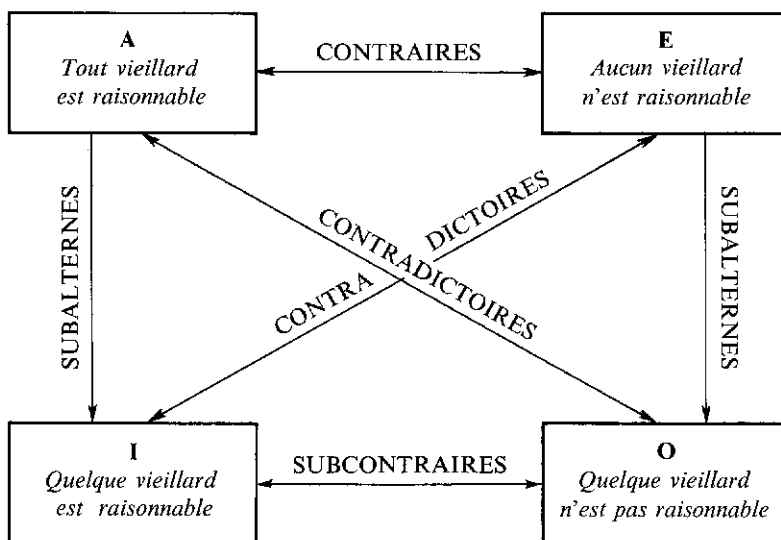 A
Tout vieillard
est raisonnable
CONTRAIRES
E
Aucun vieillard
n'est raisonnable
SUBALTERNES
CONTRADICTOIRES
CONTRA DICTOIRES
SUBALTERNES
I
Quelque vieillard
est raisonnable
SUBCONTRAIRES
O
Quelque vieillard
n'est pas raisonnable